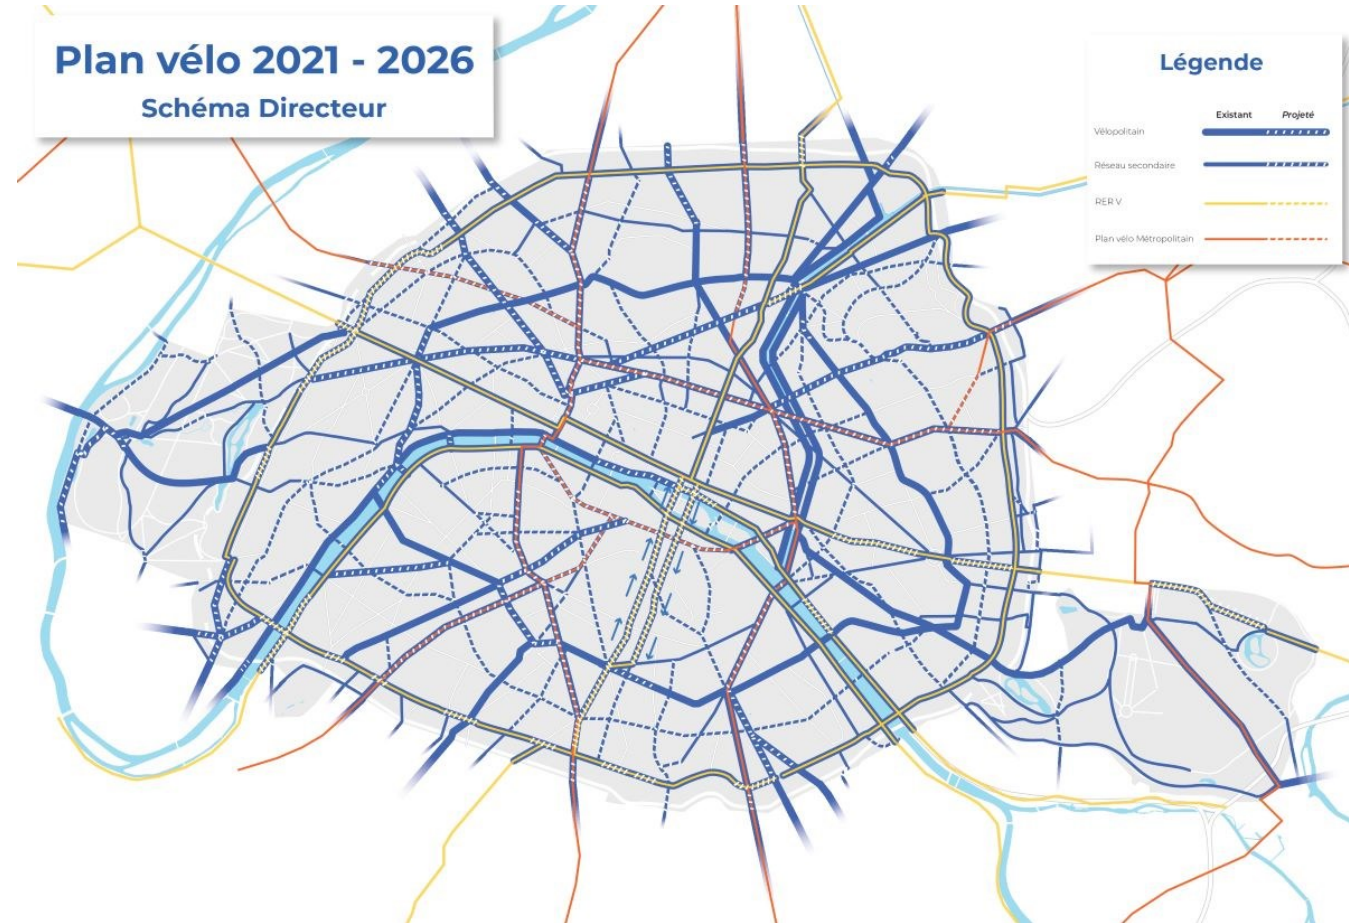 Plan vélo 2021 - 2026
Schéma Directeur
Légende
Existant Projeté
Vélopolitain
Réseau secondaire
RER V
Plan vélo Métropolitain